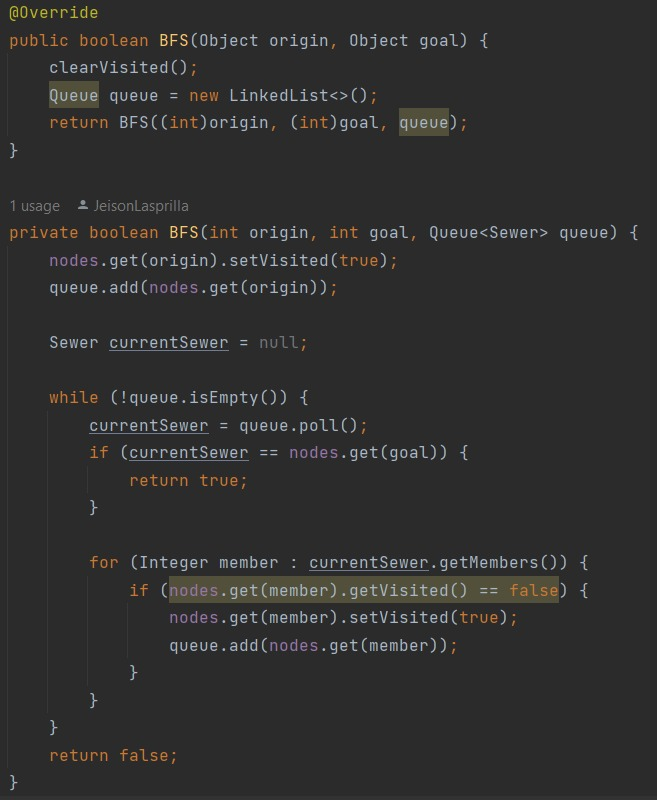 @Override
public boolean BFS(Object origin, Object goal) {
    clearVisited();
    Queue queue = new LinkedList<>();
    return BFS((int)origin, (int)goal, queue);
}
1 usage JeisonLasprilla
private boolean BFS(int origin, int goal, Queue<Sewer> queue) {
    nodes.get(origin).setVisited(true);
    queue.add(nodes.get(origin));
    Sewer currentSewer = null;
    while (!queue.isEmpty()) {
        currentSewer = queue.poll();
        if (currentSewer == nodes.get(goal)) {
            return true;
        }
        for (Integer member : currentSewer.getMembers()) {
            if (nodes.get(member).getVisited() == false) {
                nodes.get(member).setVisited(true);
                queue.add(nodes.get(member));
            }
        }
    }
    return false;
}